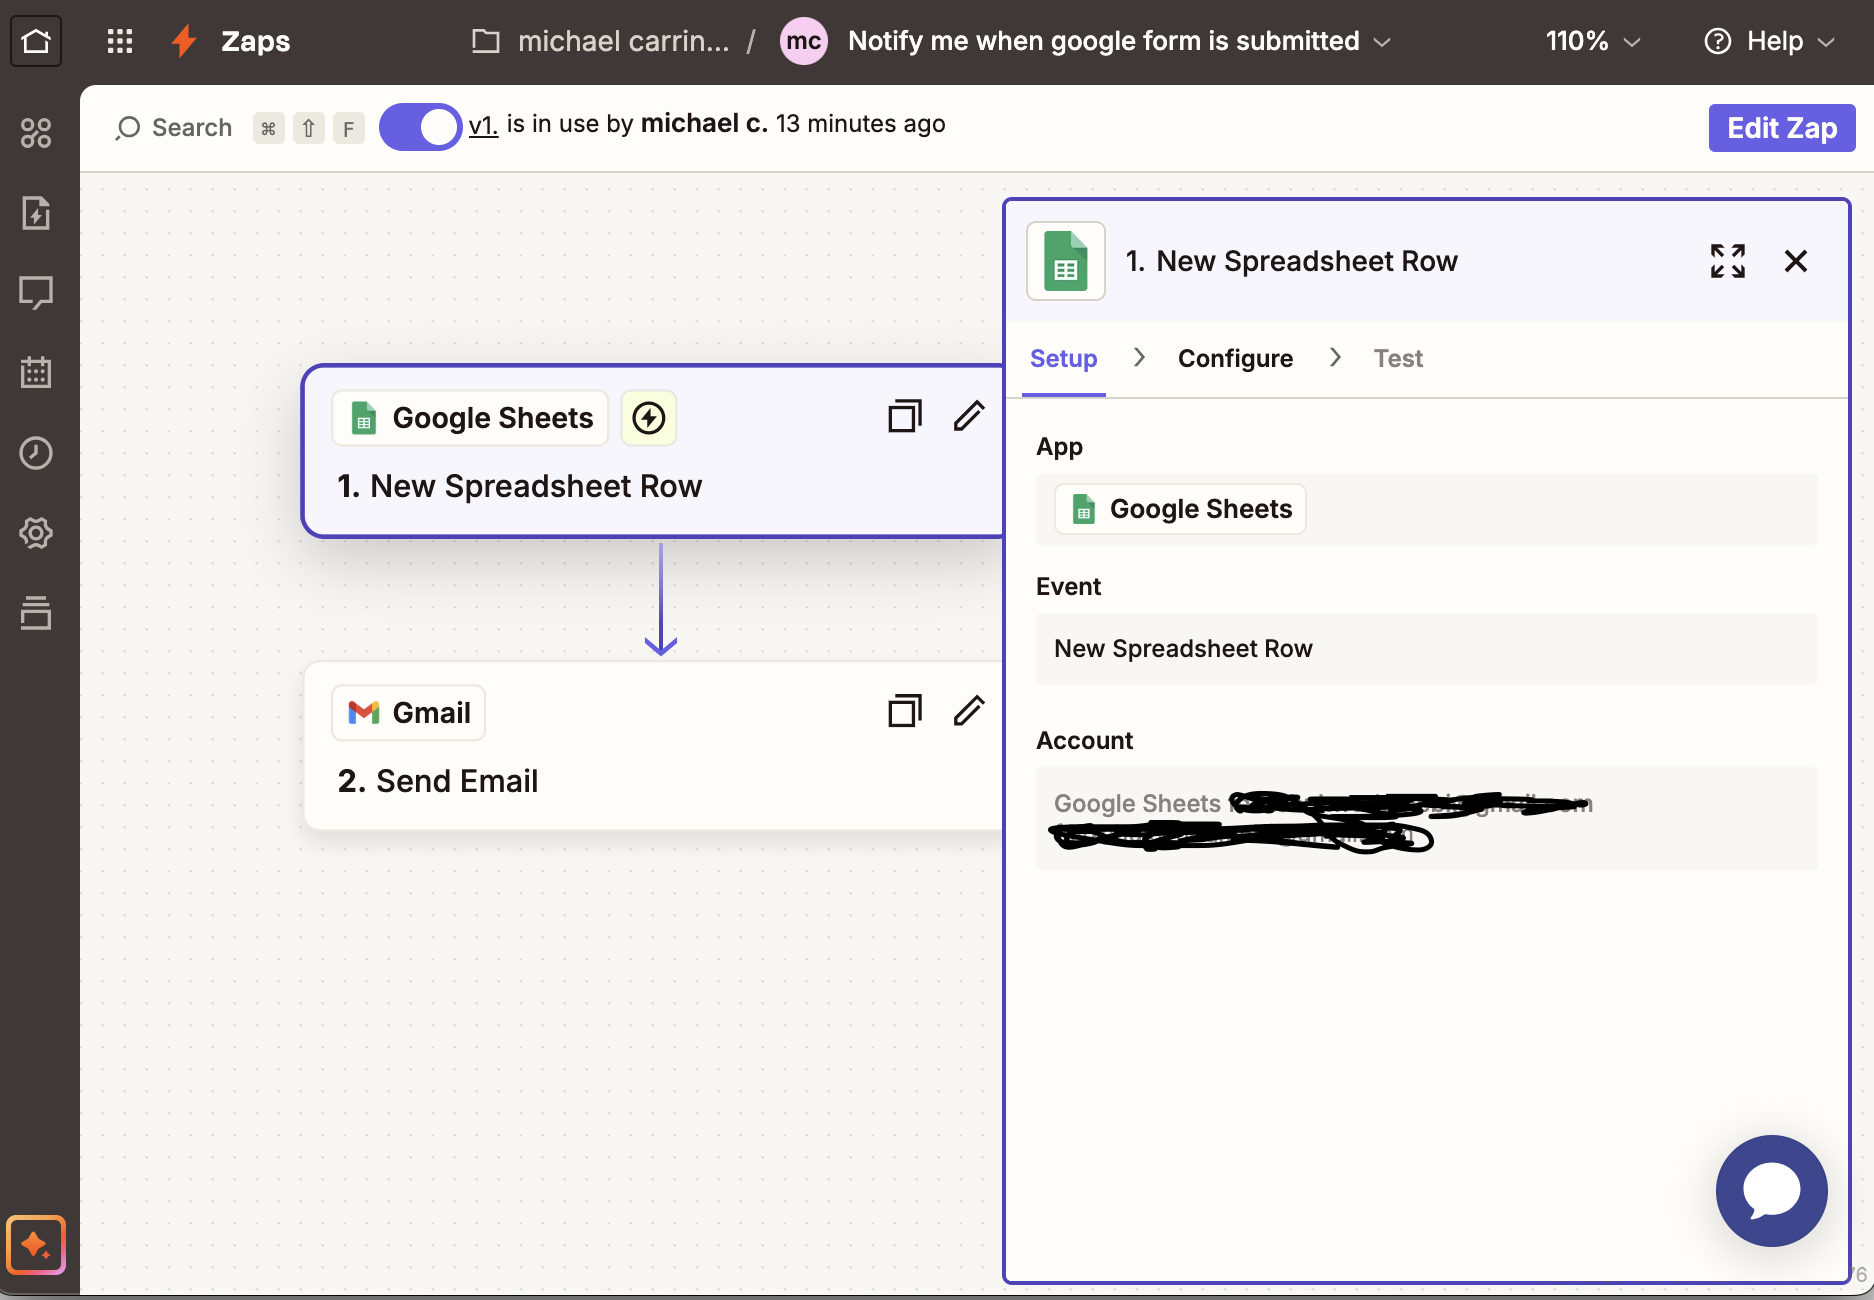 Zaps
michael carrin... / mc Notify me when google form is submitted
110%
Help
Search ⌘ ⇧ F
v1. is in use by michael c. 13 minutes ago
Edit Zap
Google Sheets
1. New Spreadsheet Row
Gmail
2. Send Email
1. New Spreadsheet Row
Setup > Configure > Test
App
Google Sheets
Event
New Spreadsheet Row
Account
Google Sheets